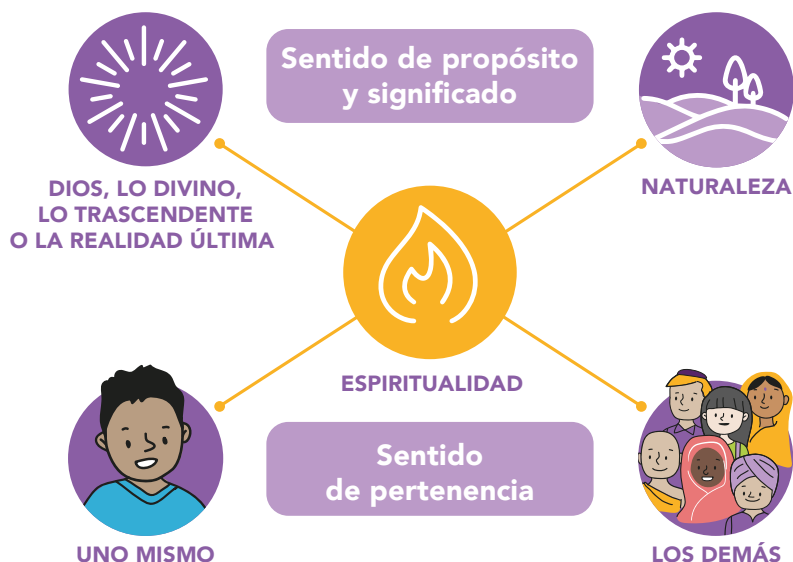 Sentido de propósito
y significado
DIOS, LO DIVINO,
LO TRASCENDENTE
O LA REALIDAD ÚLTIMA
NATURALEZA
ESPIRITUALIDAD
Sentido
de pertenencia
UNO MISMO
LOS DEMÁS